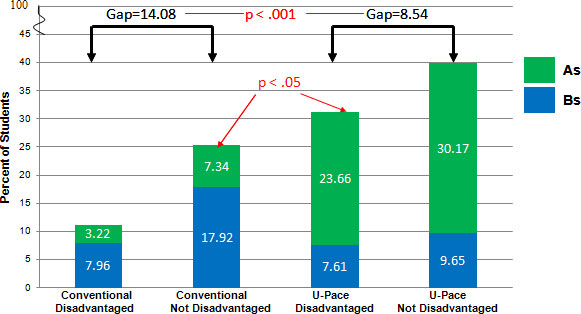 Gap=14.08 p < .001 Gap=8.54
p < .05
Percent of Students
100
45
40
35
30
25
20
15
10
5
0
3.22
7.96
7.34
17.92
23.66
7.61
30.17
9.65
Conventional
Disadvantaged
Conventional
Not Disadvantaged
U-Pace
Disadvantaged
U-Pace
Not Disadvantaged
As
Bs